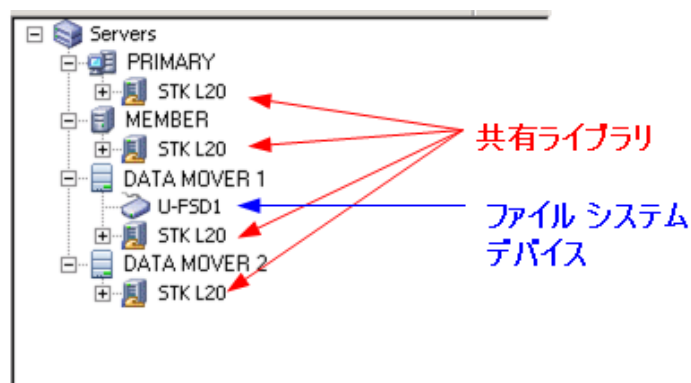 Servers
PRIMARY
STK L20
MEMBER
STK L20
DATA MOVER 1
U-FSD1
STK L20
DATA MOVER 2
STK L20
共有ライブラリ
ファイル システム
デバイス